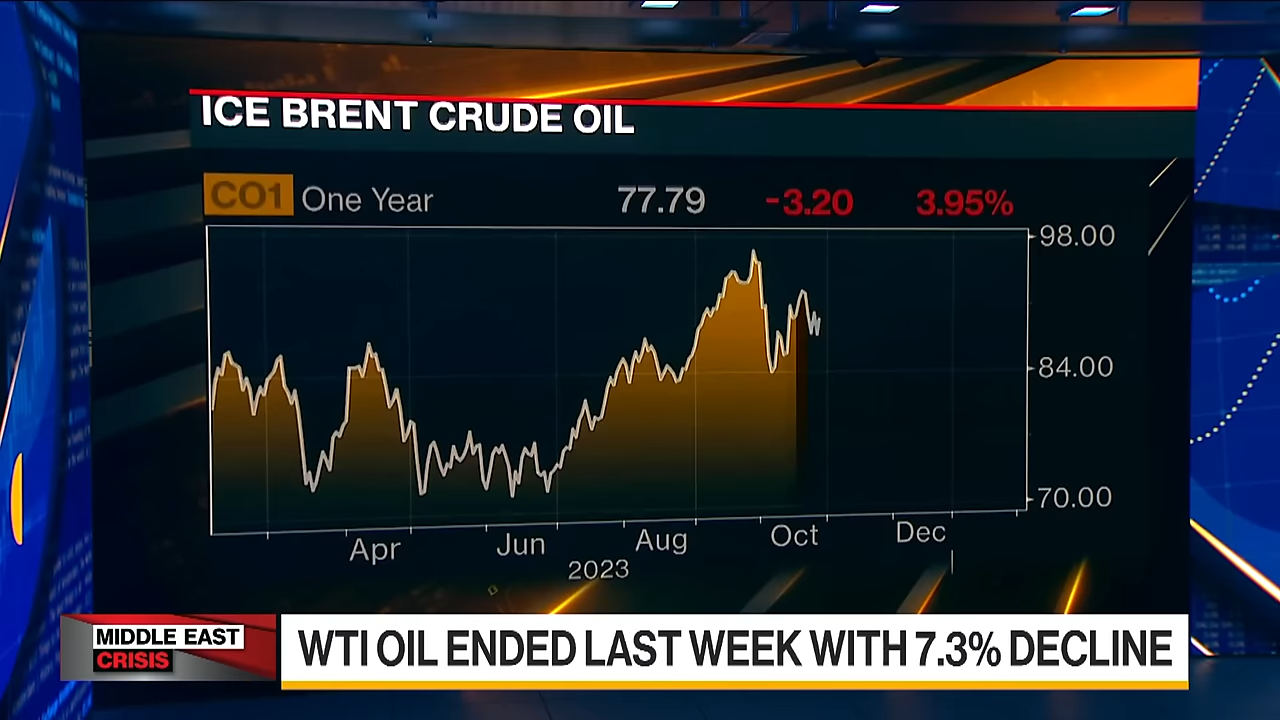 ICE BRENT CRUDE OIL
CO1 One Year 77.79 -3.20 3.95%
98.00
84.00
70.00
Apr Jun Aug Oct Dec
2023
MIDDLE EAST
CRISIS
WTI OIL ENDED LAST WEEK WITH 7.3% DECLINE